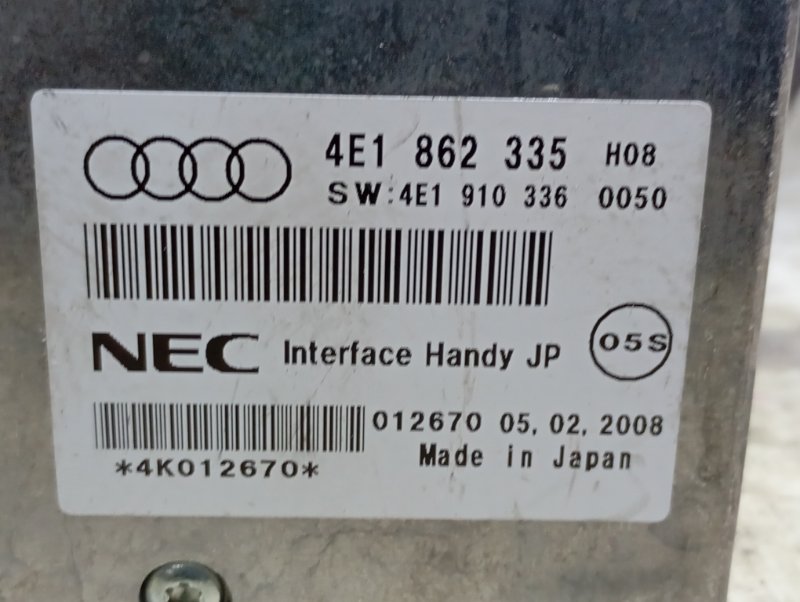 4E1 862 335 H08
SW:4E1 910 336 0050
NEC Interface Handy JP 05S
012670 05. 02. 2008
*4K012670* Made in Japan